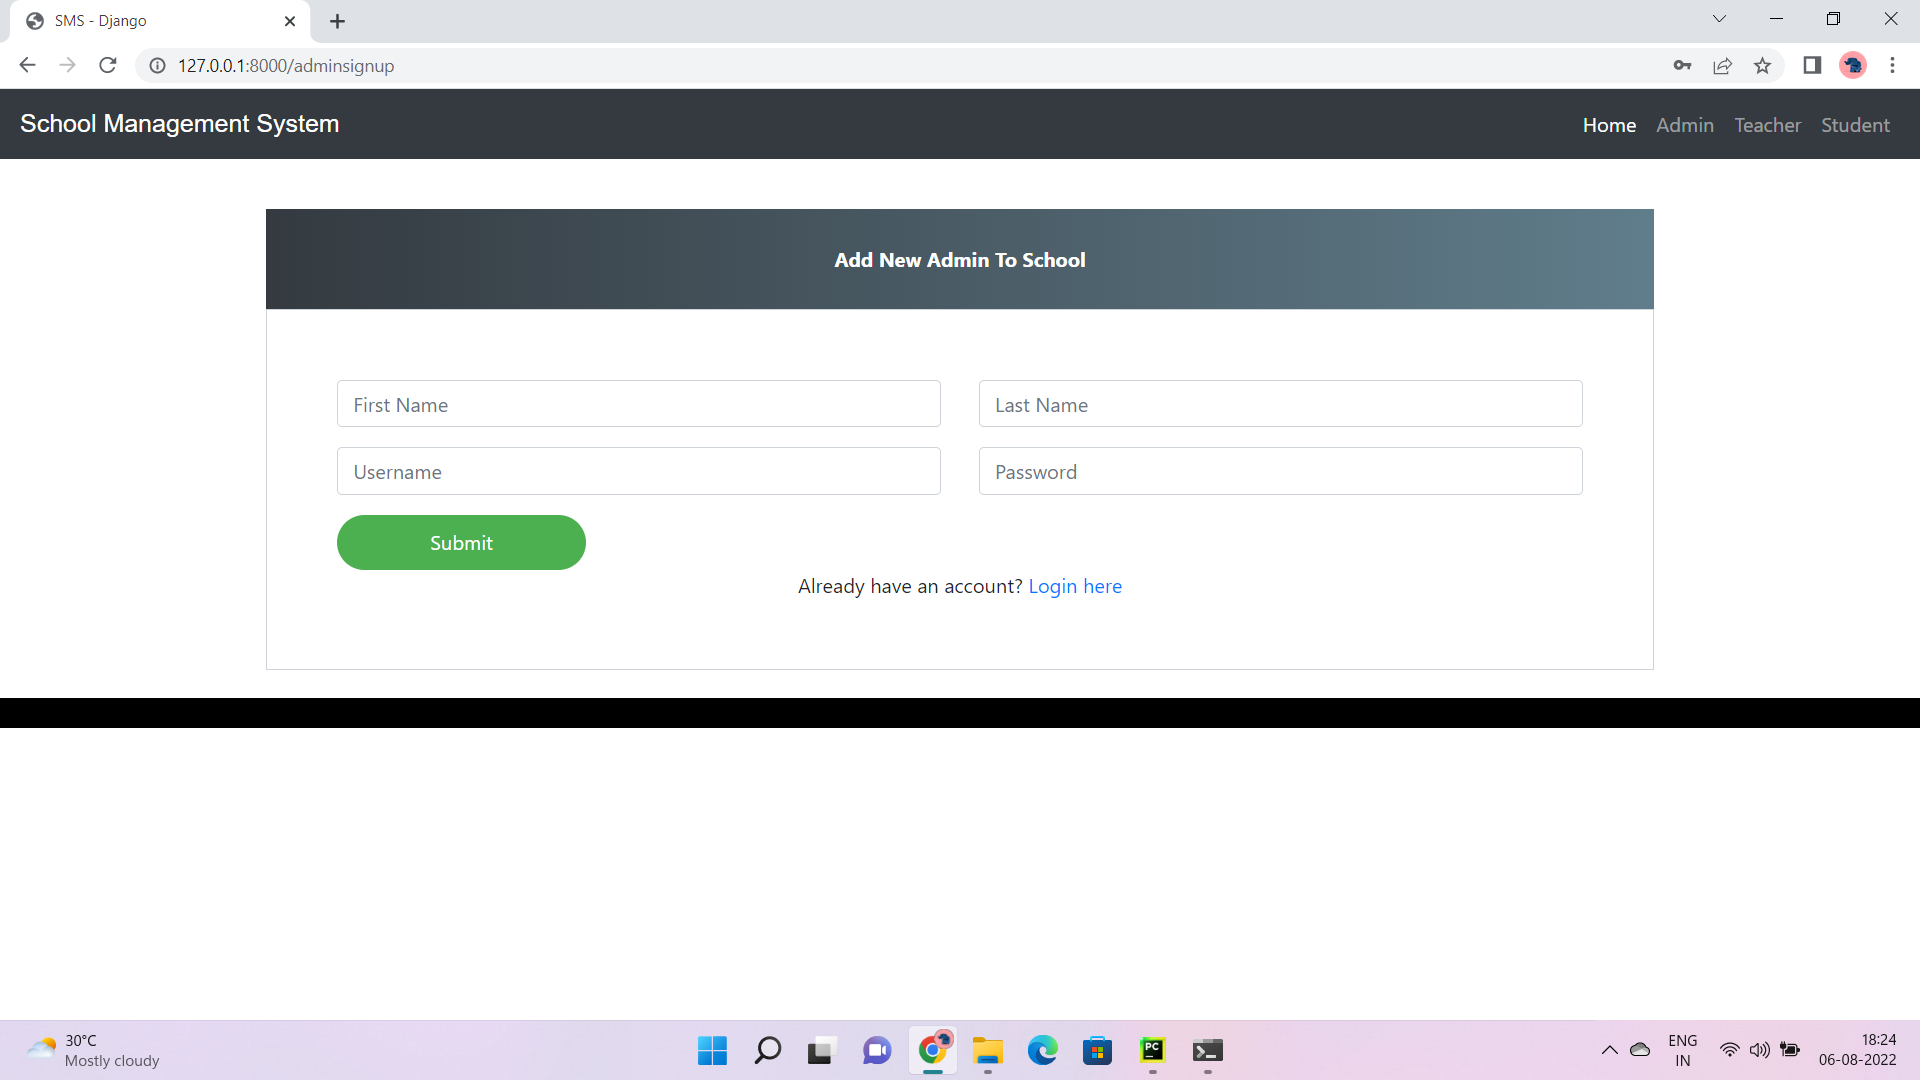 SMS - Django
127.0.0.1:8000/adminsignup
School Management System
Home Admin Teacher Student
Add New Admin To School
First Name Last Name
Username Password
Submit
Already have an account? Login here
30°C
Mostly cloudy
PC
ENG
IN
18:24
06-08-2022